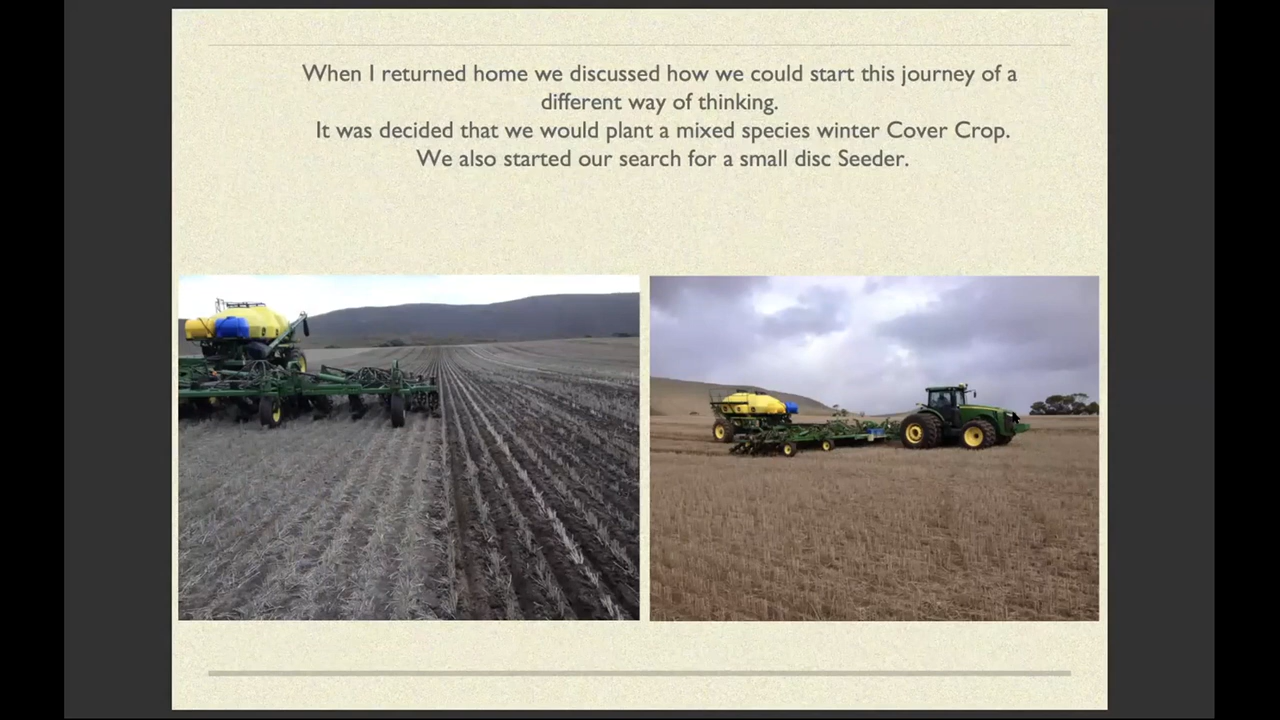 When I returned home we discussed how we could start this journey of a
different way of thinking.
It was decided that we would plant a mixed species winter Cover Crop.
We also started our search for a small disc Seeder.